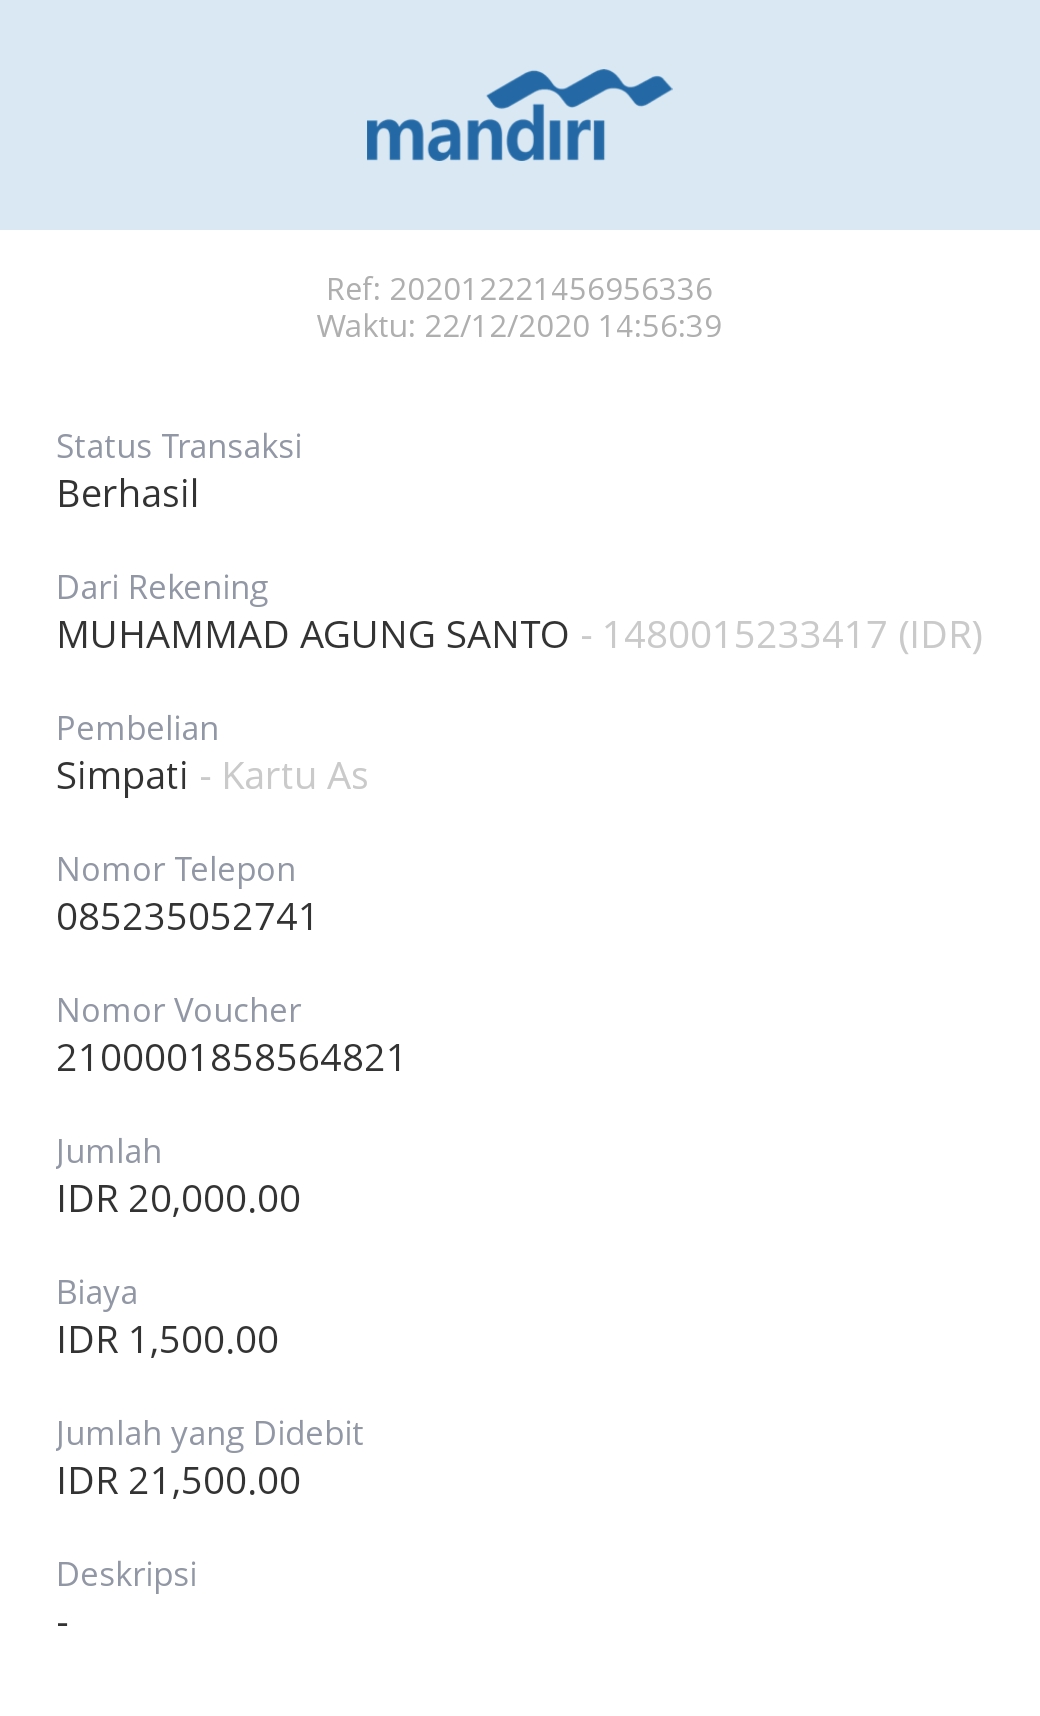 mandiri
Ref: 202012221456956336
Waktu: 22/12/2020 14:56:39
Status Transaksi
Berhasil
Dari Rekening
MUHAMMAD AGUNG SANTO - 1480015233417 (IDR)
Pembelian
Simpati - Kartu As
Nomor Telepon
085235052741
Nomor Voucher
2100001858564821
Jumlah
IDR 20,000.00
Biaya
IDR 1,500.00
Jumlah yang Didebit
IDR 21,500.00
Deskripsi
-